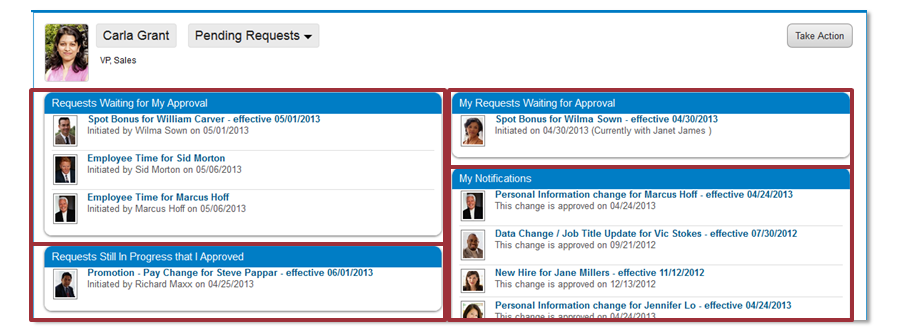 Carla Grant
Pending Requests
Take Action
VP, Sales
Requests Waiting for My Approval
Spot Bonus for William Carver - effective 05/01/2013
Initiated by Wilma Sown on 05/01/2013
Employee Time for Sid Morton
Initiated by Sid Morton on 05/06/2013
Employee Time for Marcus Hoff
Initiated by Marcus Hoff on 05/06/2013
Requests Still In Progress that I Approved
Promotion - Pay Change for Steve Pappar - effective 06/01/2013
Initiated by Richard Maxx on 04/25/2013
My Requests Waiting for Approval
Spot Bonus for Wilma Sown - effective 04/30/2013
Initiated on 04/30/2013 (Currently with Janet James )
My Notifications
Personal Information change for Marcus Hoff - effective 04/24/2013
This change is approved on 04/24/2013
Data Change / Job Title Update for Vic Stokes - effective 07/30/2012
This change is approved on 09/21/2012
New Hire for Jane Millers - effective 11/12/2012
This change is approved on 12/13/2012
Personal Information change for Jennifer Lo - effective 04/24/2013
This change is approved on 04/24/2013